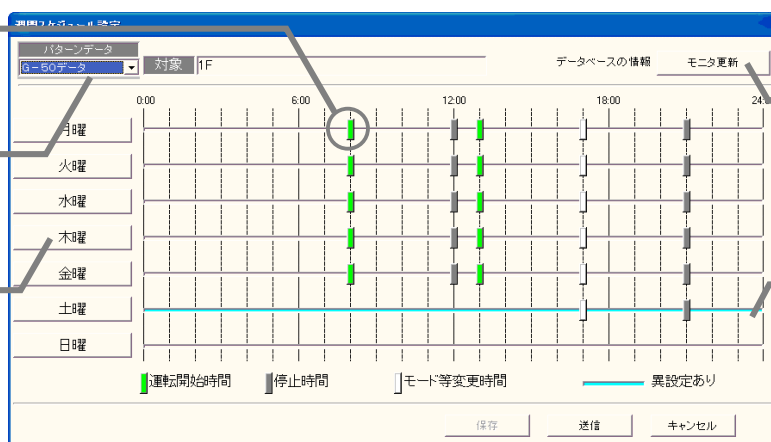 週間スケジュール設定
パターンデータ パターン
G-50データ
対象 1F
データベースの情報 モニタ更新
0:00 6:00 12:00 18:00 24:
月曜
火曜
水曜
木曜
金曜
土曜
日曜
運転開始時間 停止時間 モード等変更時間 異設定あり
保存 送信 キャンセル